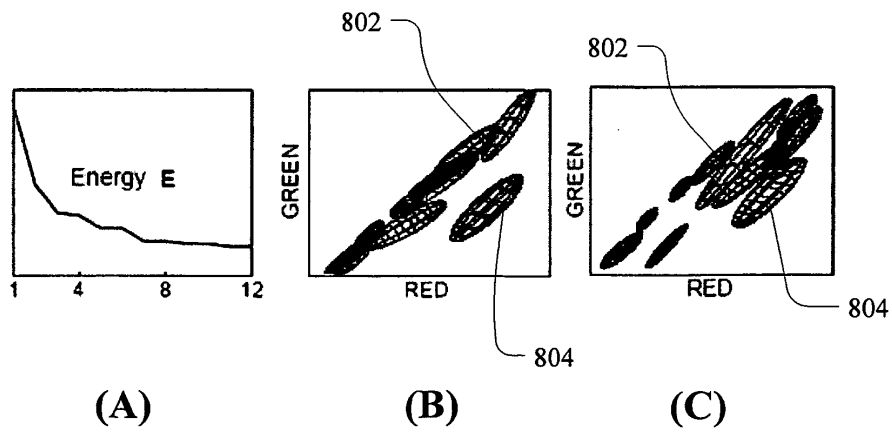 802
802
Energy E
GREEN
GREEN
1 4 8 12
RED
RED
804
804
(A) (B) (C)